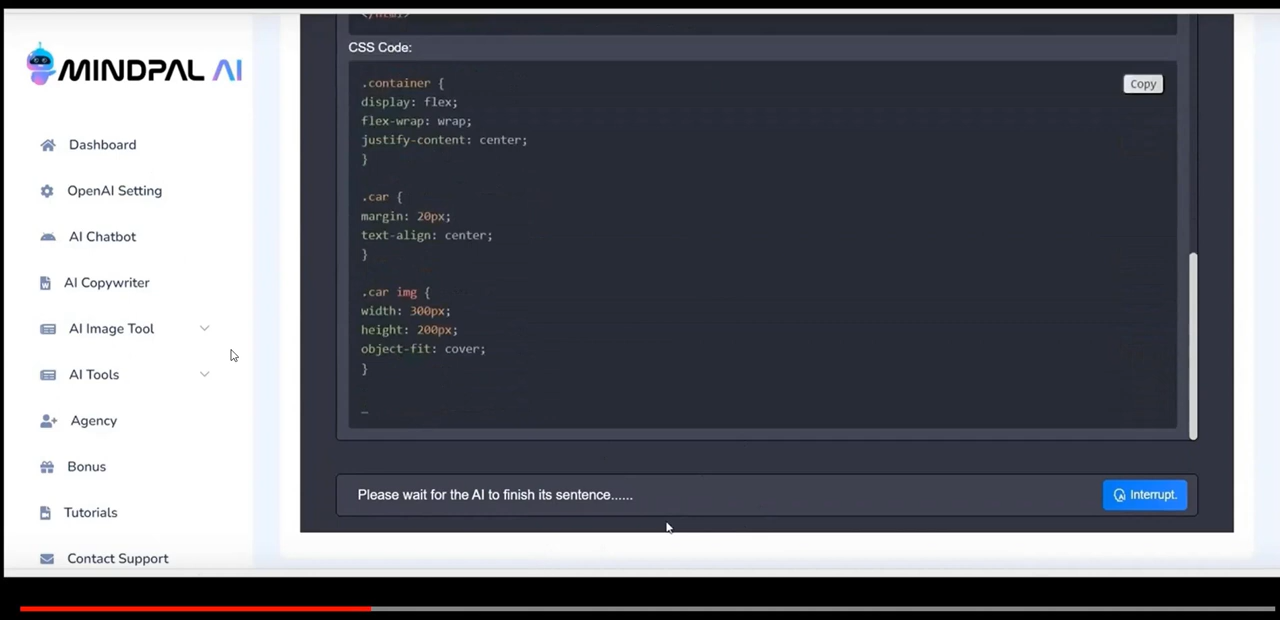 </html>
CSS Code:
MINDPAL AI
.container {
Copy
display: flex;
flex-wrap: wrap;
justify-content: center;
}
.car {
margin: 20px;
text-align: center;
}
.car img {
width: 300px;
height: 200px;
object-fit: cover;
}
_
Dashboard
OpenAI Setting
AI Chatbot
AI Copywriter
AI Image Tool
AI Tools
Agency
Bonus
Tutorials
Contact Support
Please wait for the AI to finish its sentence......
Interrupt.